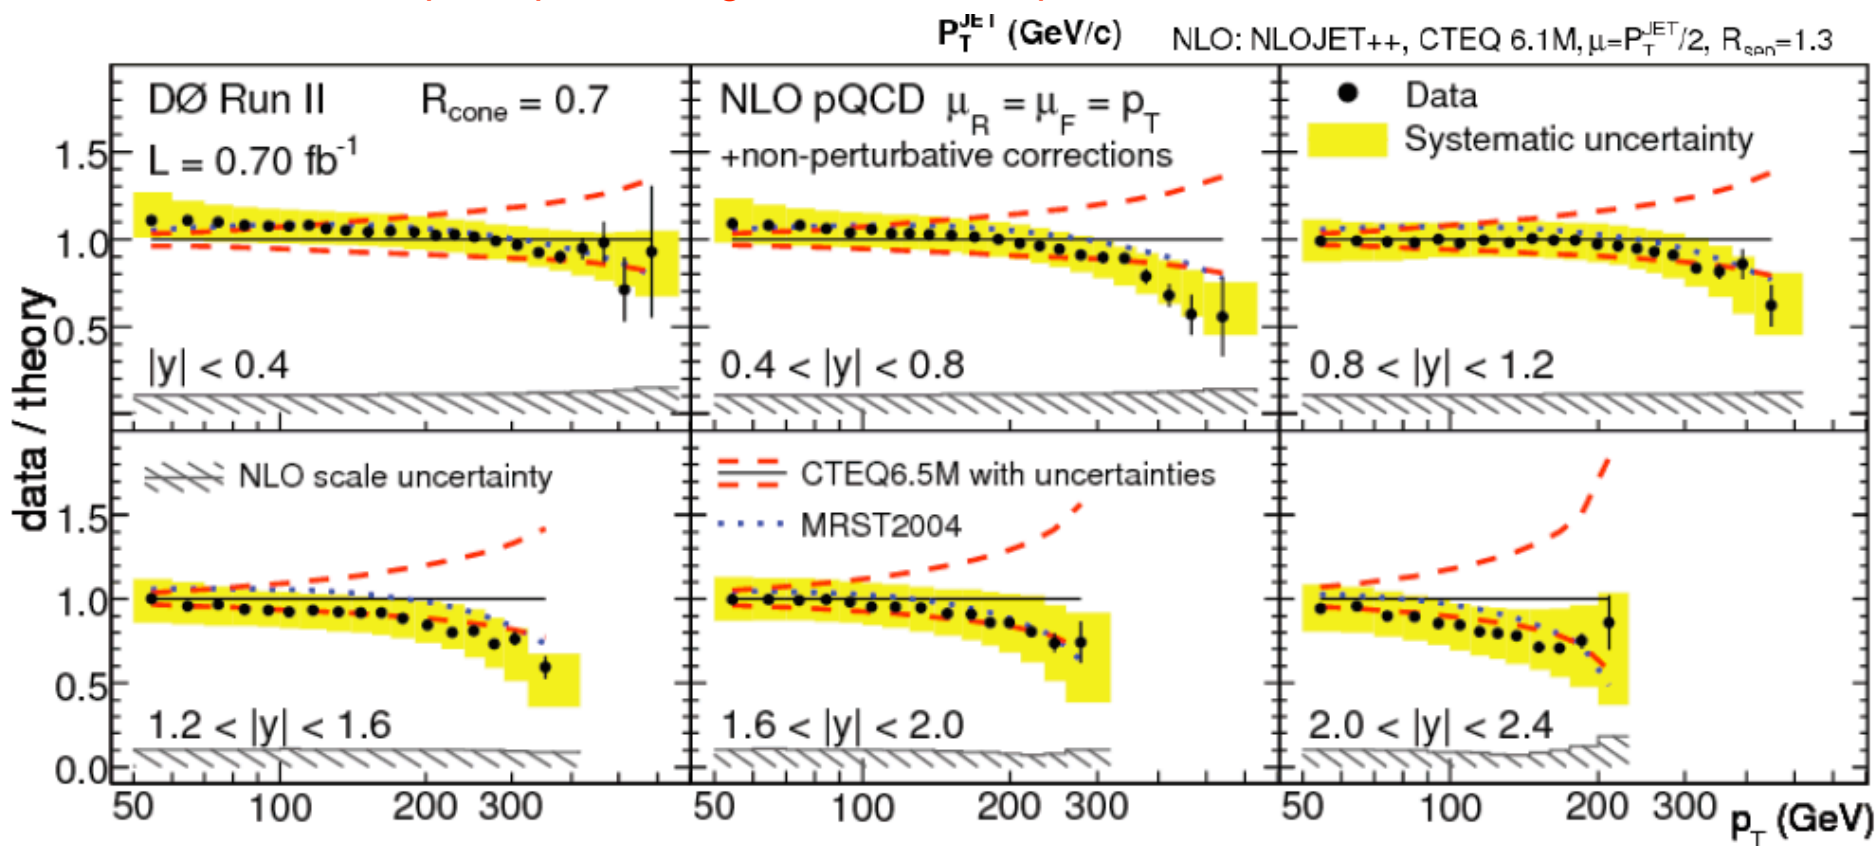 P_T^JET (GeV/c) NLO: NLOJET++, CTEQ 6.1M, μ=P_T^JET/2, R_sep=1.3
DØ Run II R_cone = 0.7
L = 0.70 fb^-1
NLO pQCD μ_R = μ_F = p_T
+non-perturbative corrections
Data
Systematic uncertainty
1.5
1.0
0.5
|y| < 0.4
0.4 < |y| < 0.8
0.8 < |y| < 1.2
data / theory
NLO scale uncertainty
CTEQ6.5M with uncertainties
MRST2004
1.5
1.0
0.5
0.0
1.2 < |y| < 1.6
1.6 < |y| < 2.0
2.0 < |y| < 2.4
50 100 200 300 50 100 200 300 50 100 200 300
p_T (GeV)